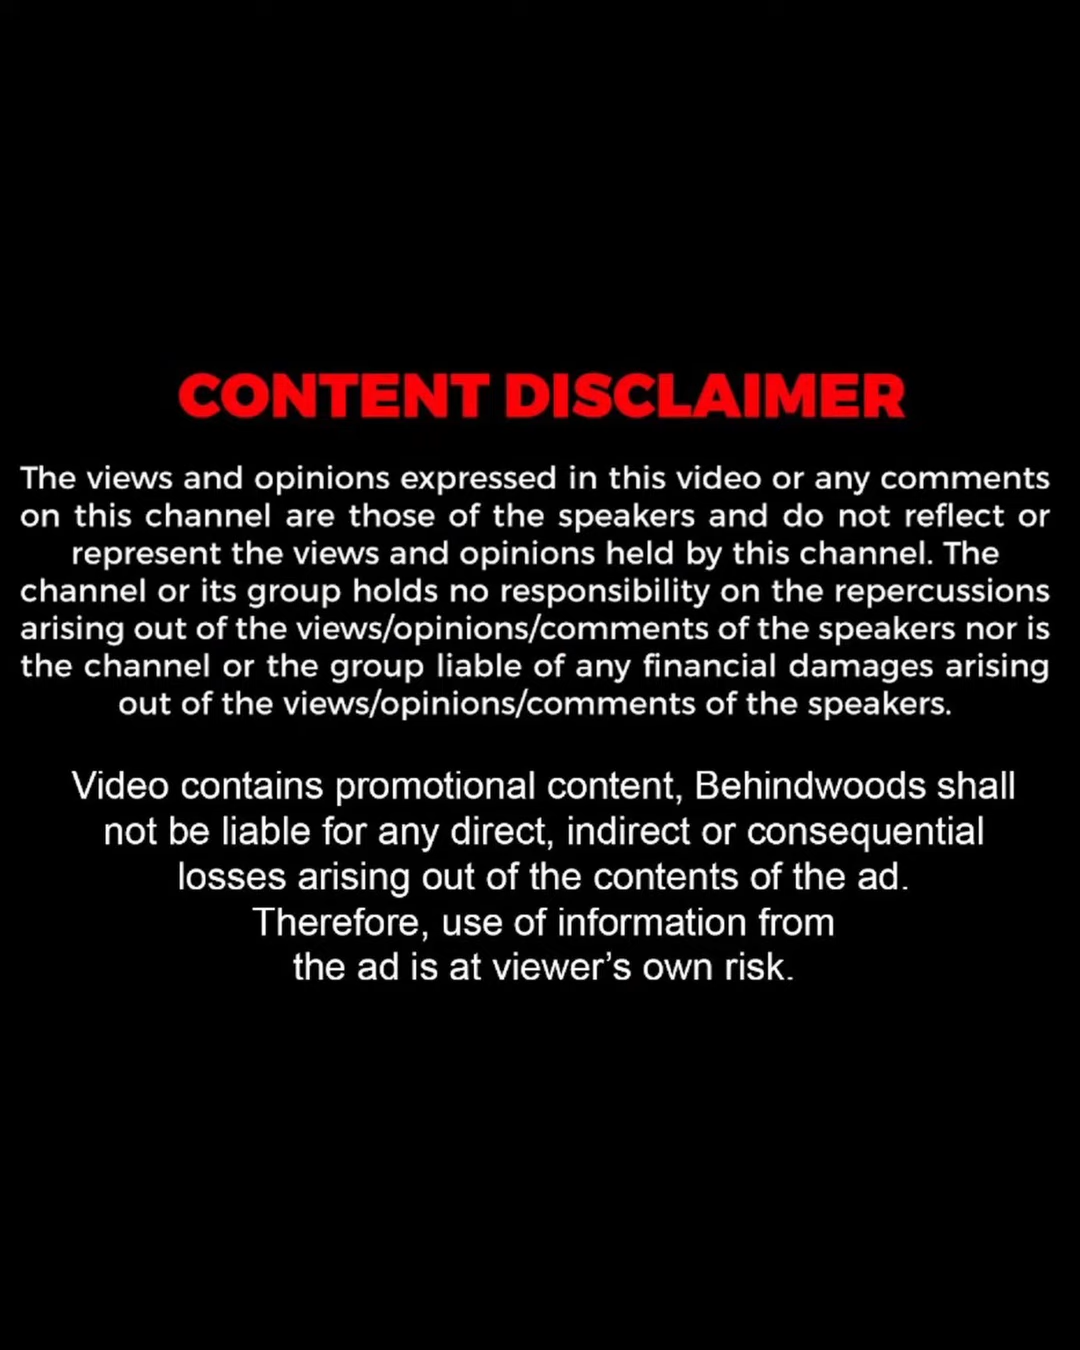 CONTENT DISCLAIMER
The views and opinions expressed in this video or any comments
on this channel are those of the speakers and do not reflect or
represent the views and opinions held by this channel. The
channel or its group holds no responsibility on the repercussions
arising out of the views/opinions/comments of the speakers nor is
the channel or the group liable of any financial damages arising
out of the views/opinions/comments of the speakers.
Video contains promotional content, Behindwoods shall
not be liable for any direct, indirect or consequential
losses arising out of the contents of the ad.
Therefore, use of information from
the ad is at viewer’s own risk.